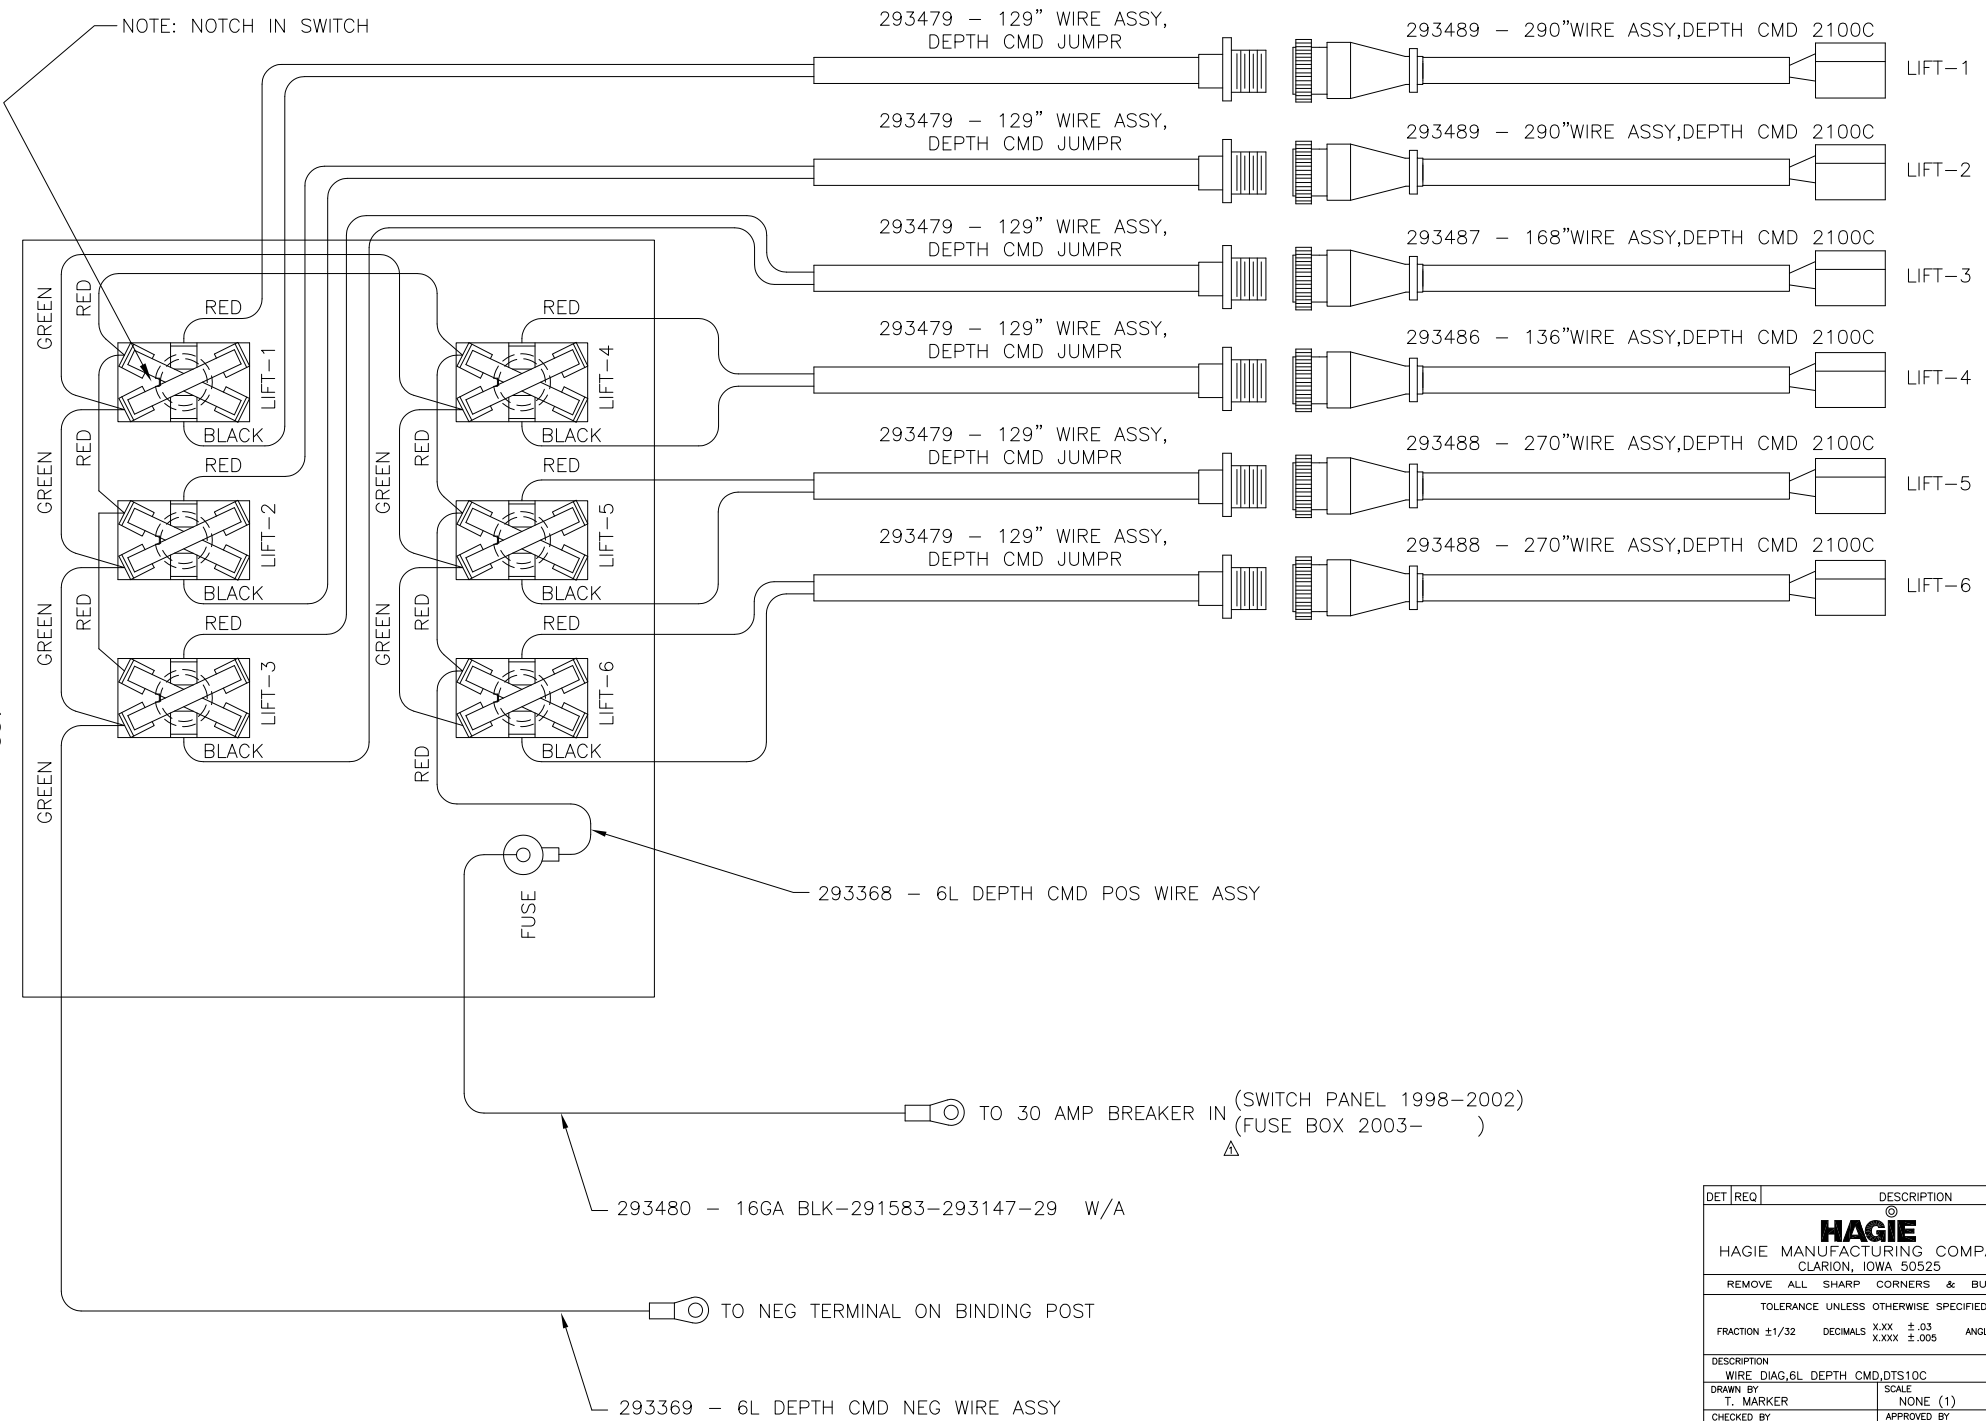 NOTE: NOTCH IN SWITCH
293479 – 129" WIRE ASSY,
DEPTH CMD JUMPR
293489 – 290"WIRE ASSY,DEPTH CMD 2100C
LIFT–1
293479 – 129" WIRE ASSY,
DEPTH CMD JUMPR
293489 – 290"WIRE ASSY,DEPTH CMD 2100C
LIFT–2
293479 – 129" WIRE ASSY,
DEPTH CMD JUMPR
293487 – 168"WIRE ASSY,DEPTH CMD 2100C
LIFT–3
293479 – 129" WIRE ASSY,
DEPTH CMD JUMPR
293486 – 136"WIRE ASSY,DEPTH CMD 2100C
LIFT–4
293479 – 129" WIRE ASSY,
DEPTH CMD JUMPR
293488 – 270"WIRE ASSY,DEPTH CMD 2100C
LIFT–5
293479 – 129" WIRE ASSY,
DEPTH CMD JUMPR
293488 – 270"WIRE ASSY,DEPTH CMD 2100C
LIFT–6
GREEN
RED
RED
LIFT–1
BLACK
RED
LIFT–4
BLACK
GREEN
RED
RED
LIFT–2
BLACK
GREEN
RED
RED
LIFT–5
BLACK
GREEN
RED
RED
LIFT–3
BLACK
GREEN
RED
RED
LIFT–6
BLACK
GREEN
RED
FUSE
293368 – 6L DEPTH CMD POS WIRE ASSY
TO 30 AMP BREAKER IN
(SWITCH PANEL 1998–2002)
(FUSE BOX 2003– )
1
293480 – 16GA BLK–291583–293147–29 W/A
TO NEG TERMINAL ON BINDING POST
293369 – 6L DEPTH CMD NEG WIRE ASSY
DET REQ DESCRIPTION
HAGIE
HAGIE MANUFACTURING
CLARION, IOWA 50525
REMOVE ALL SHARP CORNERS &
TOLERANCE UNLESS OTHERWISE SPECIFIED
FRACTION ±1/32 DECIMALS X.XX ±.03
X.XXX ±.005
DESCRIPTION
WIRE DIAG,6L DEPTH CMD,DTS10C
DRAWN BY
T. MARKER
SCALE
NONE (1)
CHECKED BY
APPROVED BY